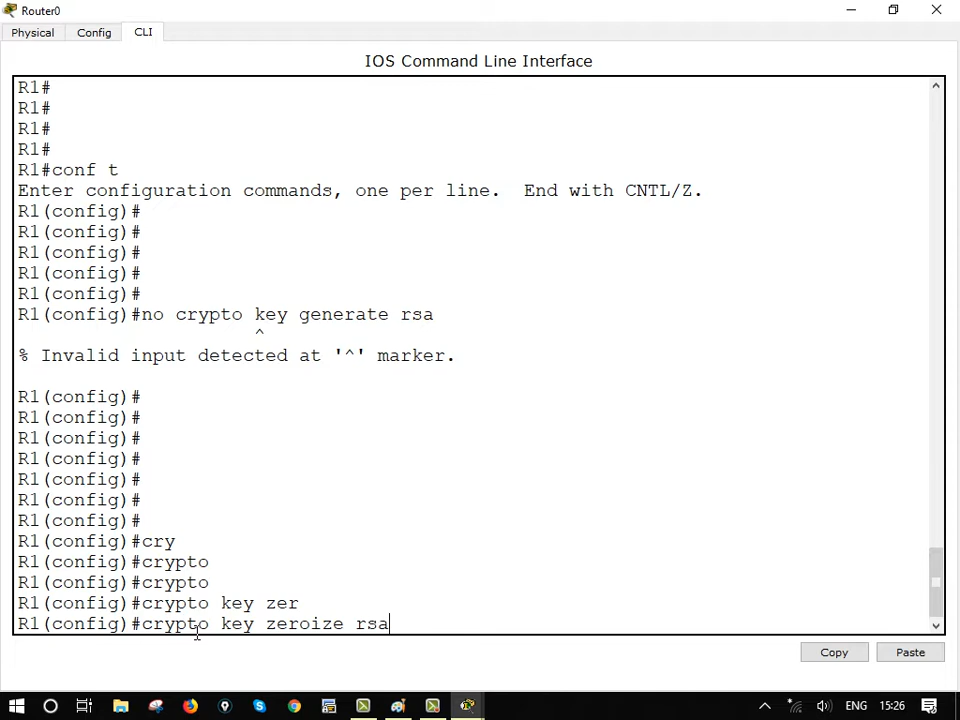 Router0
Physical
Config
CLI
IOS Command Line Interface
R1#
R1#
R1#
R1#
R1#conf t
Enter configuration commands, one per line.  End with CNTL/Z.
R1(config)#
R1(config)#
R1(config)#
R1(config)#
R1(config)#
R1(config)#no crypto key generate rsa
^
% Invalid input detected at '^' marker.
R1(config)#
R1(config)#
R1(config)#
R1(config)#
R1(config)#
R1(config)#
R1(config)#
R1(config)#cry
R1(config)#crypto
R1(config)#crypto
R1(config)#crypto key zer
R1(config)#crypto key zeroize rsa
Copy
Paste
ENG
15:26